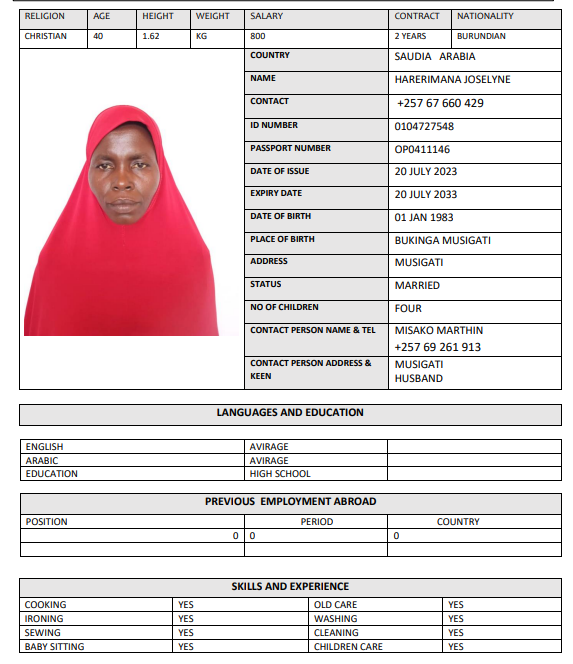 RELIGION AGE HEIGHT WEIGHT SALARY CONTRACT NATIONALITY
CHRISTIAN 40 1.62 KG 800 2 YEARS BURUNDIAN
COUNTRY SAUDIA ARABIA
NAME HARERIMANA JOSELYNE
CONTACT +257 67 660 429
ID NUMBER 0104727548
PASSPORT NUMBER OP0411146
DATE OF ISSUE 20 JULY 2023
EXPIRY DATE 20 JULY 2033
DATE OF BIRTH 01 JAN 1983
PLACE OF BIRTH BUKINGA MUSIGATI
ADDRESS MUSIGATI
STATUS MARRIED
NO OF CHILDREN FOUR
CONTACT PERSON NAME & TEL MISAKO MARTHIN
+257 69 261 913
CONTACT PERSON ADDRESS & MUSIGATI
KEEN HUSBAND
LANGUAGES AND EDUCATION
ENGLISH AVIRAGE
ARABIC AVIRAGE
EDUCATION HIGH SCHOOL
PREVIOUS EMPLOYMENT ABROAD
POSITION PERIOD COUNTRY
0 0 0
SKILLS AND EXPERIENCE
COOKING YES OLD CARE YES
IRONING YES WASHING YES
SEWING YES CLEANING YES
BABY SITTING YES CHILDREN CARE YES